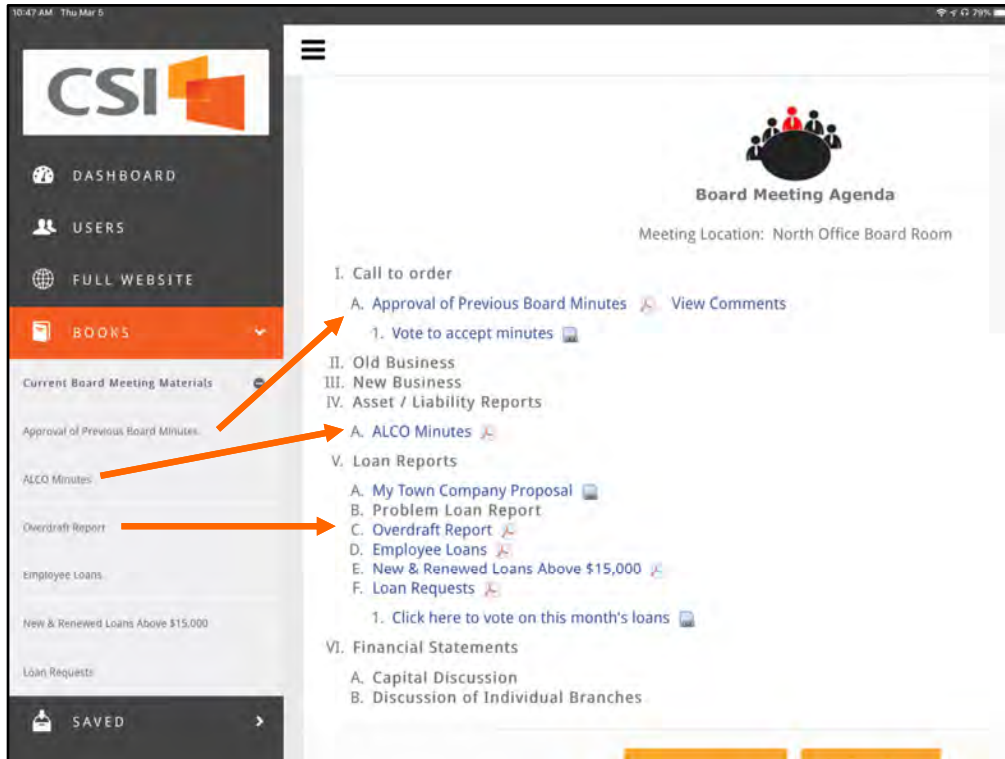 10:47 AM Thu Mar 5
79%
CSI
DASHBOARD
USERS
FULL WEBSITE
BOOKS
Current Board Meeting Materials
Approval of Previous Board Minutes
ALCO Minutes
Overdraft Report
Employee Loans
New & Renewed Loans Above $15,000
Loan Requests
SAVED
Board Meeting Agenda
Meeting Location: North Office Board Room
I. Call to order
A. Approval of Previous Board Minutes View Comments
1. Vote to accept minutes
II. Old Business
III. New Business
IV. Asset / Liability Reports
A. ALCO Minutes
V. Loan Reports
A. My Town Company Proposal
B. Problem Loan Report
C. Overdraft Report
D. Employee Loans
E. New & Renewed Loans Above $15,000
F. Loan Requests
1. Click here to vote on this month's loans
VI. Financial Statements
A. Capital Discussion
B. Discussion of Individual Branches